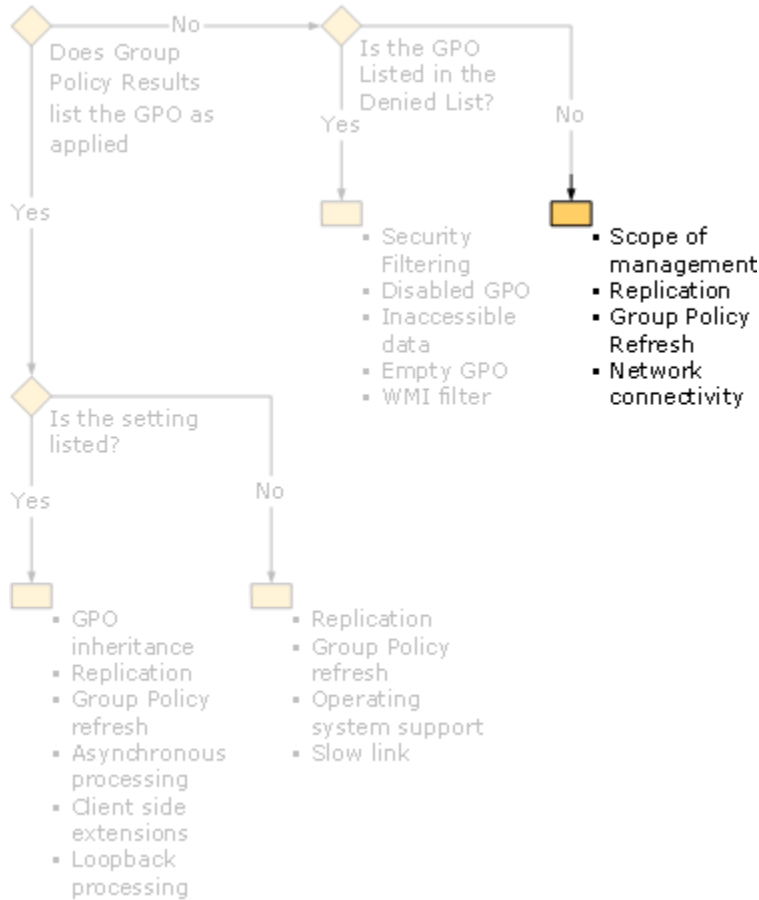 No
Does Group
Policy Results
list the GPO as
applied
Is the GPO
Listed in the
Denied List?
Yes
No
Yes
▪ Security
Filtering
▪ Disabled GPO
▪ Inaccessible
data
▪ Empty GPO
▪ WMI filter
▪ Scope of
management
▪ Replication
▪ Group Policy
Refresh
▪ Network
connectivity
Is the setting
listed?
Yes
No
▪ GPO
inheritance
▪ Replication
▪ Group Policy
refresh
▪ Asynchronous
processing
▪ Client side
extensions
▪ Loopback
processing
▪ Replication
▪ Group Policy
refresh
▪ Operating
system support
▪ Slow link